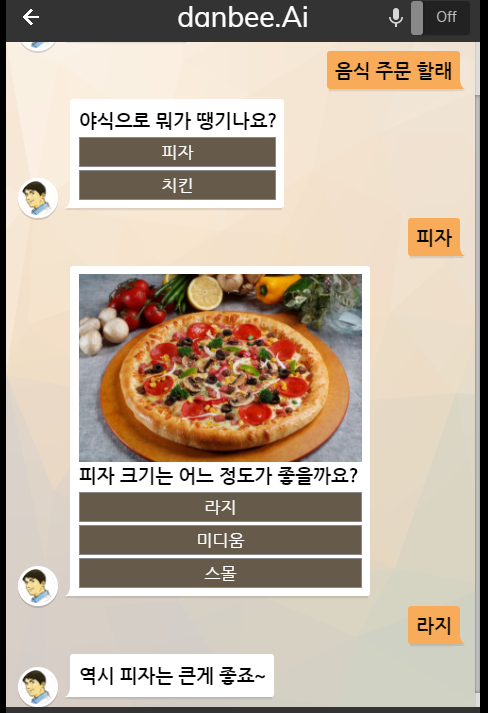 danbee.Ai
Off
음식 주문 할래
야식으로 뭐가 땡기나요?
피자
치킨
피자
피자 크기는 어느 정도가 좋을까요?
라지
미디움
스몰
라지
역시 피자는 큰게 좋죠~